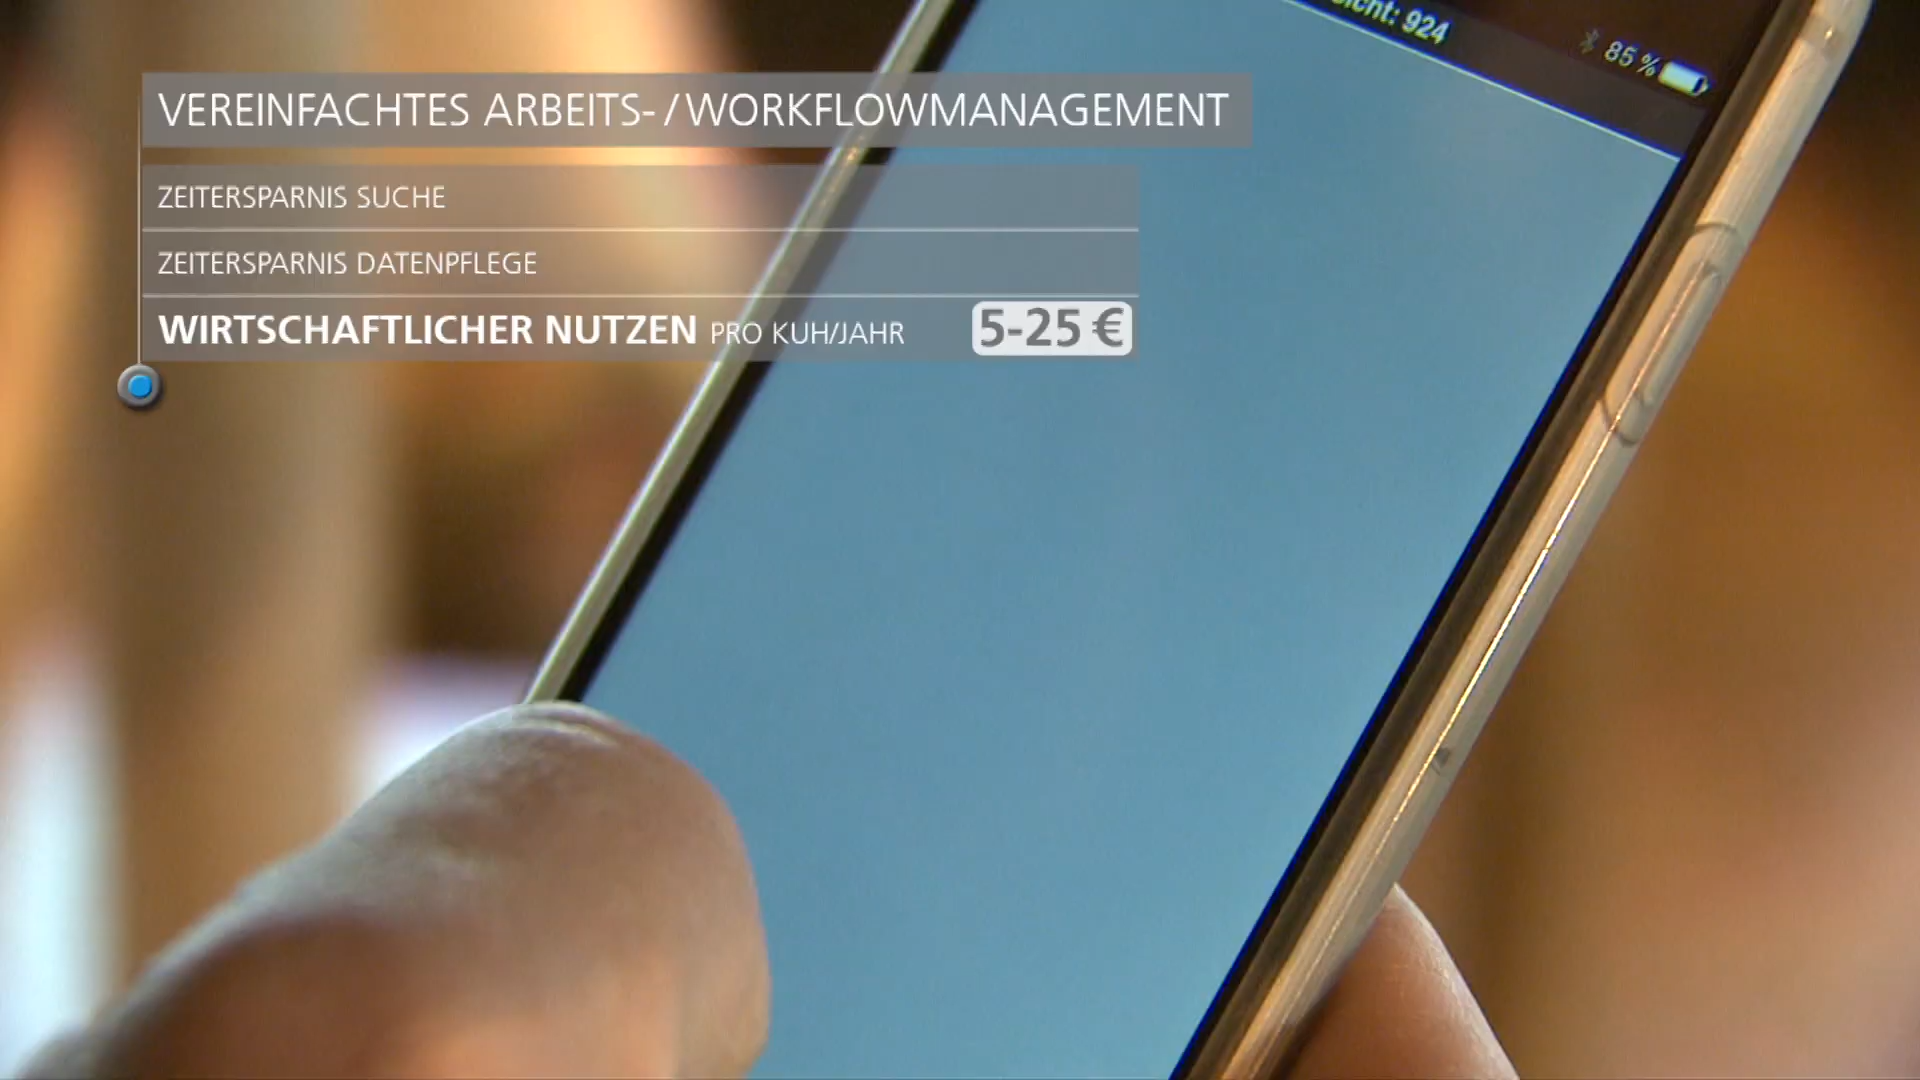 924
85 %
VEREINFACHTES ARBEITS-/WORKFLOWMANAGEMENT
ZEITERSPARNIS SUCHE
ZEITERSPARNIS DATENPFLEGE
WIRTSCHAFTLICHER NUTZEN PRO KUH/JAHR 5-25 €